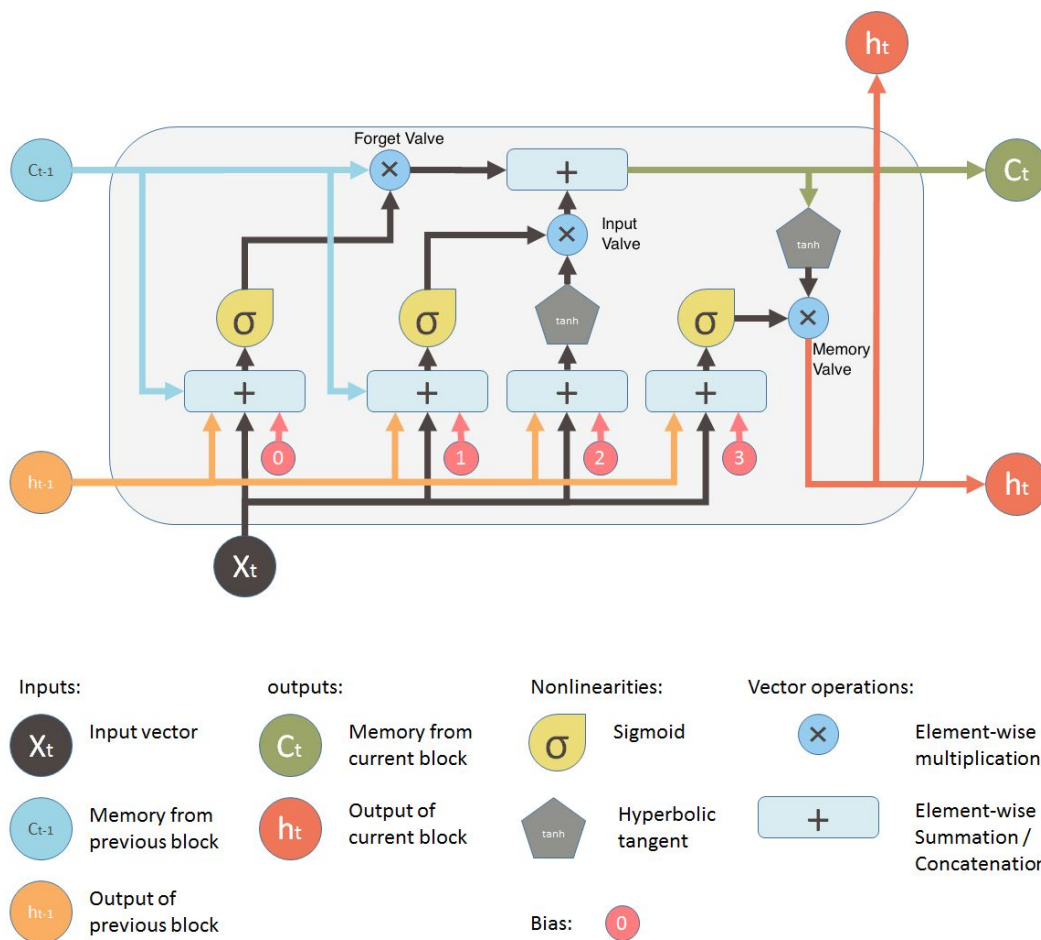 hₜ
Forget Valve
Cₜ₋₁
×
+
Cₜ
×
Input
Valve
tanh
σ
σ
tanh
σ
×
Memory
Valve
+
+
+
+
0
1
2
3
hₜ₋₁
hₜ
Xₜ
Inputs:
outputs:
Nonlinearities:
Vector operations:
Xₜ
Input vector
Cₜ
Memory from
current block
σ
Sigmoid
×
Element-wise
multiplication
Cₜ₋₁
Memory from
previous block
hₜ
Output of
current block
tanh
Hyperbolic
tangent
+
Element-wise
Summation /
Concatenation
hₜ₋₁
Output of
previous block
Bias:
0